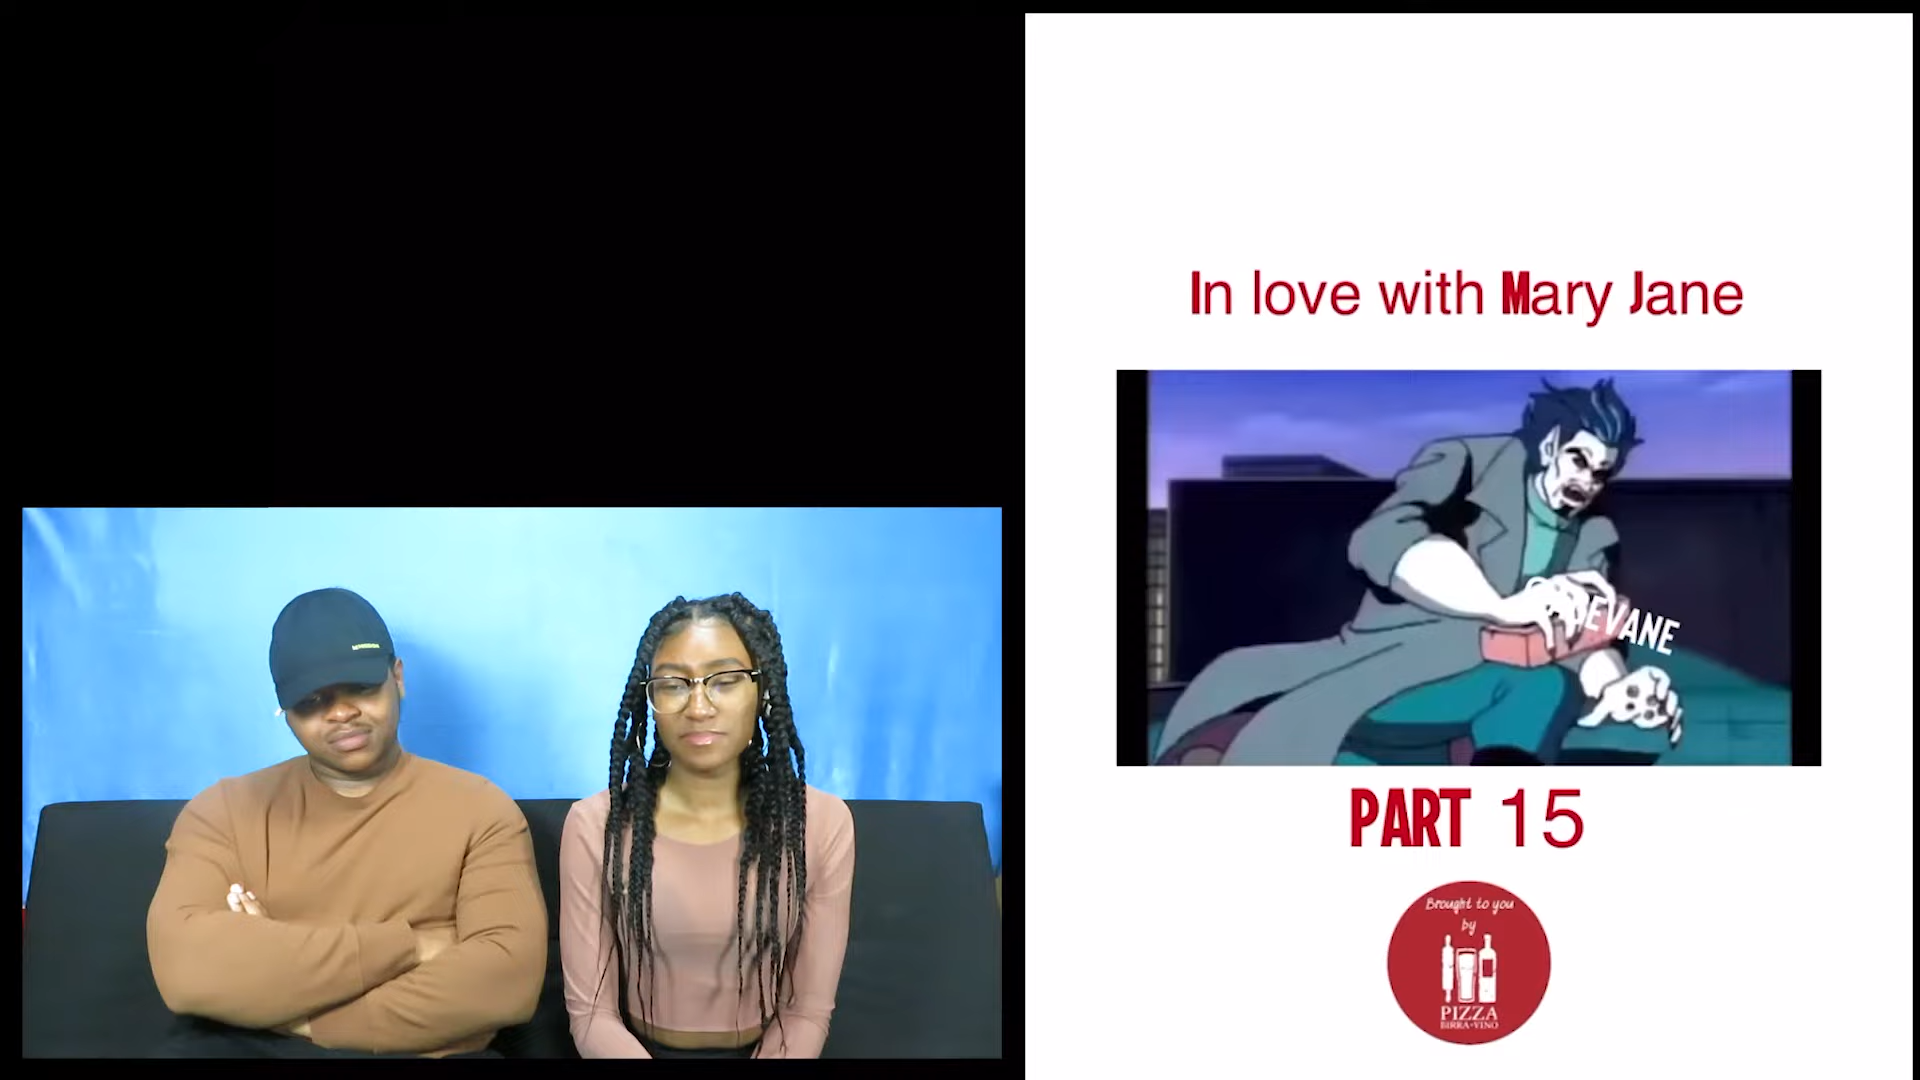 In love with Mary Jane
EVANE
PART 15
Brought to you
by
PIZZA
BIRRA•VINO